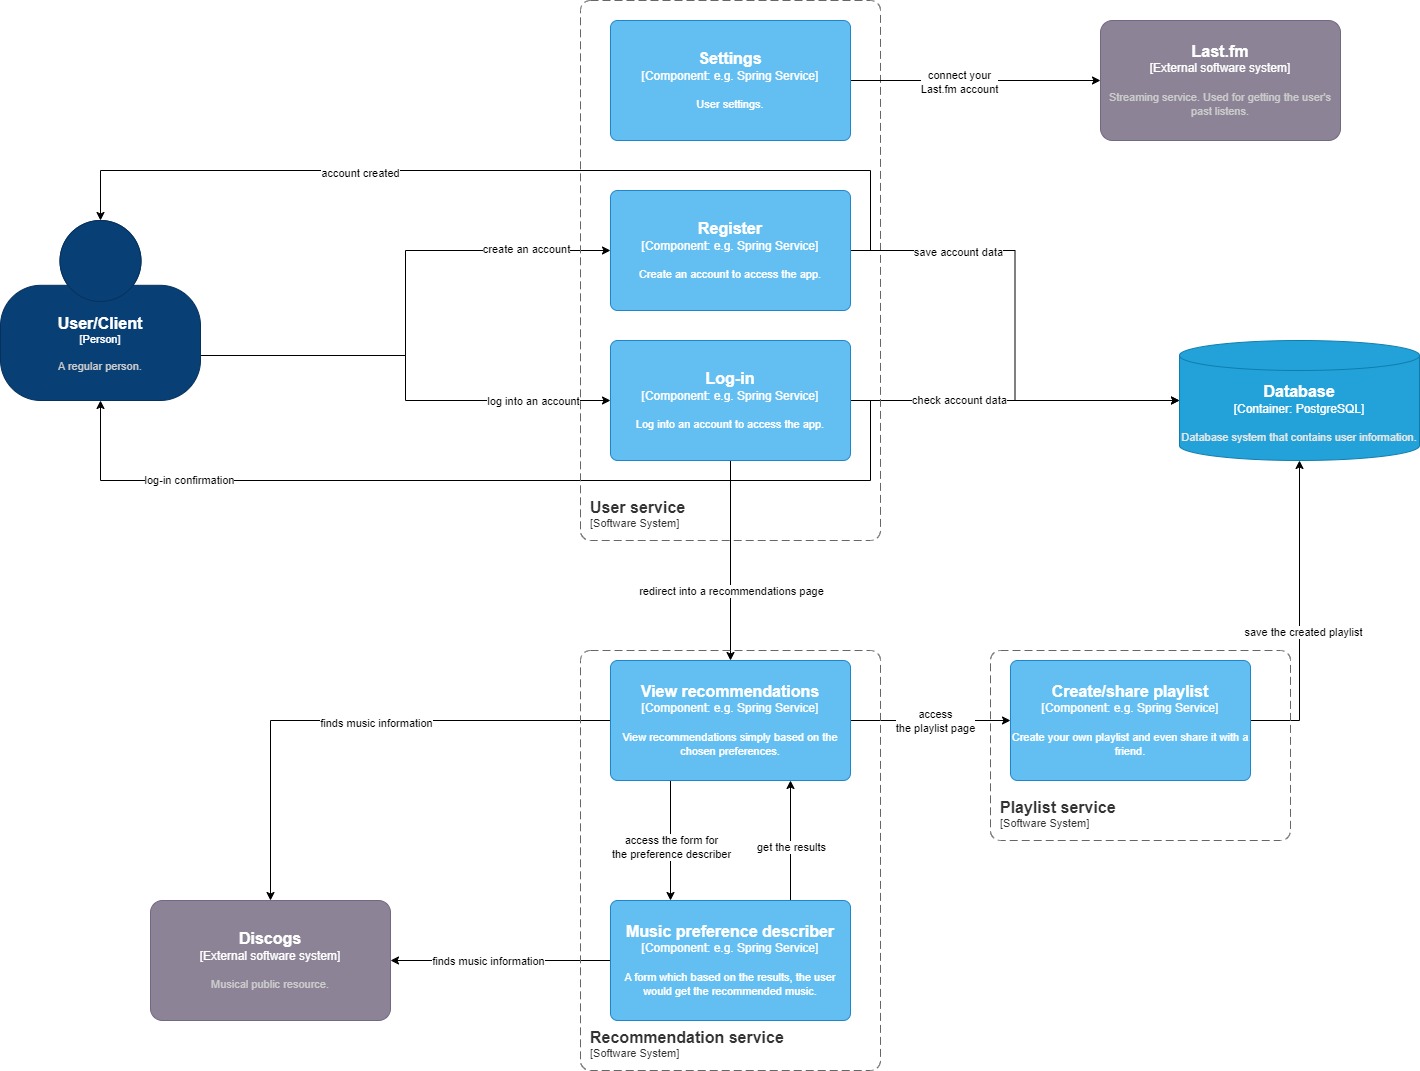 Settings
[Component: e.g. Spring Service]
User settings.
connect your
Last.fm account
Last.fm
[External software system]
Streaming service. Used for getting the user's
past listens.
account created
Register
[Component: e.g. Spring Service]
Create an account to access the app.
create an account
save account data
User/Client
[Person]
A regular person.
Log-in
[Component: e.g. Spring Service]
Log into an account to access the app.
log into an account
check account data
Database
[Container: PostgreSQL]
Database system that contains user information.
log-in confirmation
User service
[Software System]
redirect into a recommendations page
save the created playlist
View recommendations
[Component: e.g. Spring Service]
View recommendations simply based on the
chosen preferences.
finds music information
access
the playlist page
Create/share playlist
[Component: e.g. Spring Service]
Create your own playlist and even share it with a
friend.
Playlist service
[Software System]
access the form for
the preference describer
get the results
Discogs
[External software system]
Musical public resource.
finds music information
Music preference describer
[Component: e.g. Spring Service]
A form which based on the results, the user
would get the recommended music.
Recommendation service
[Software System]